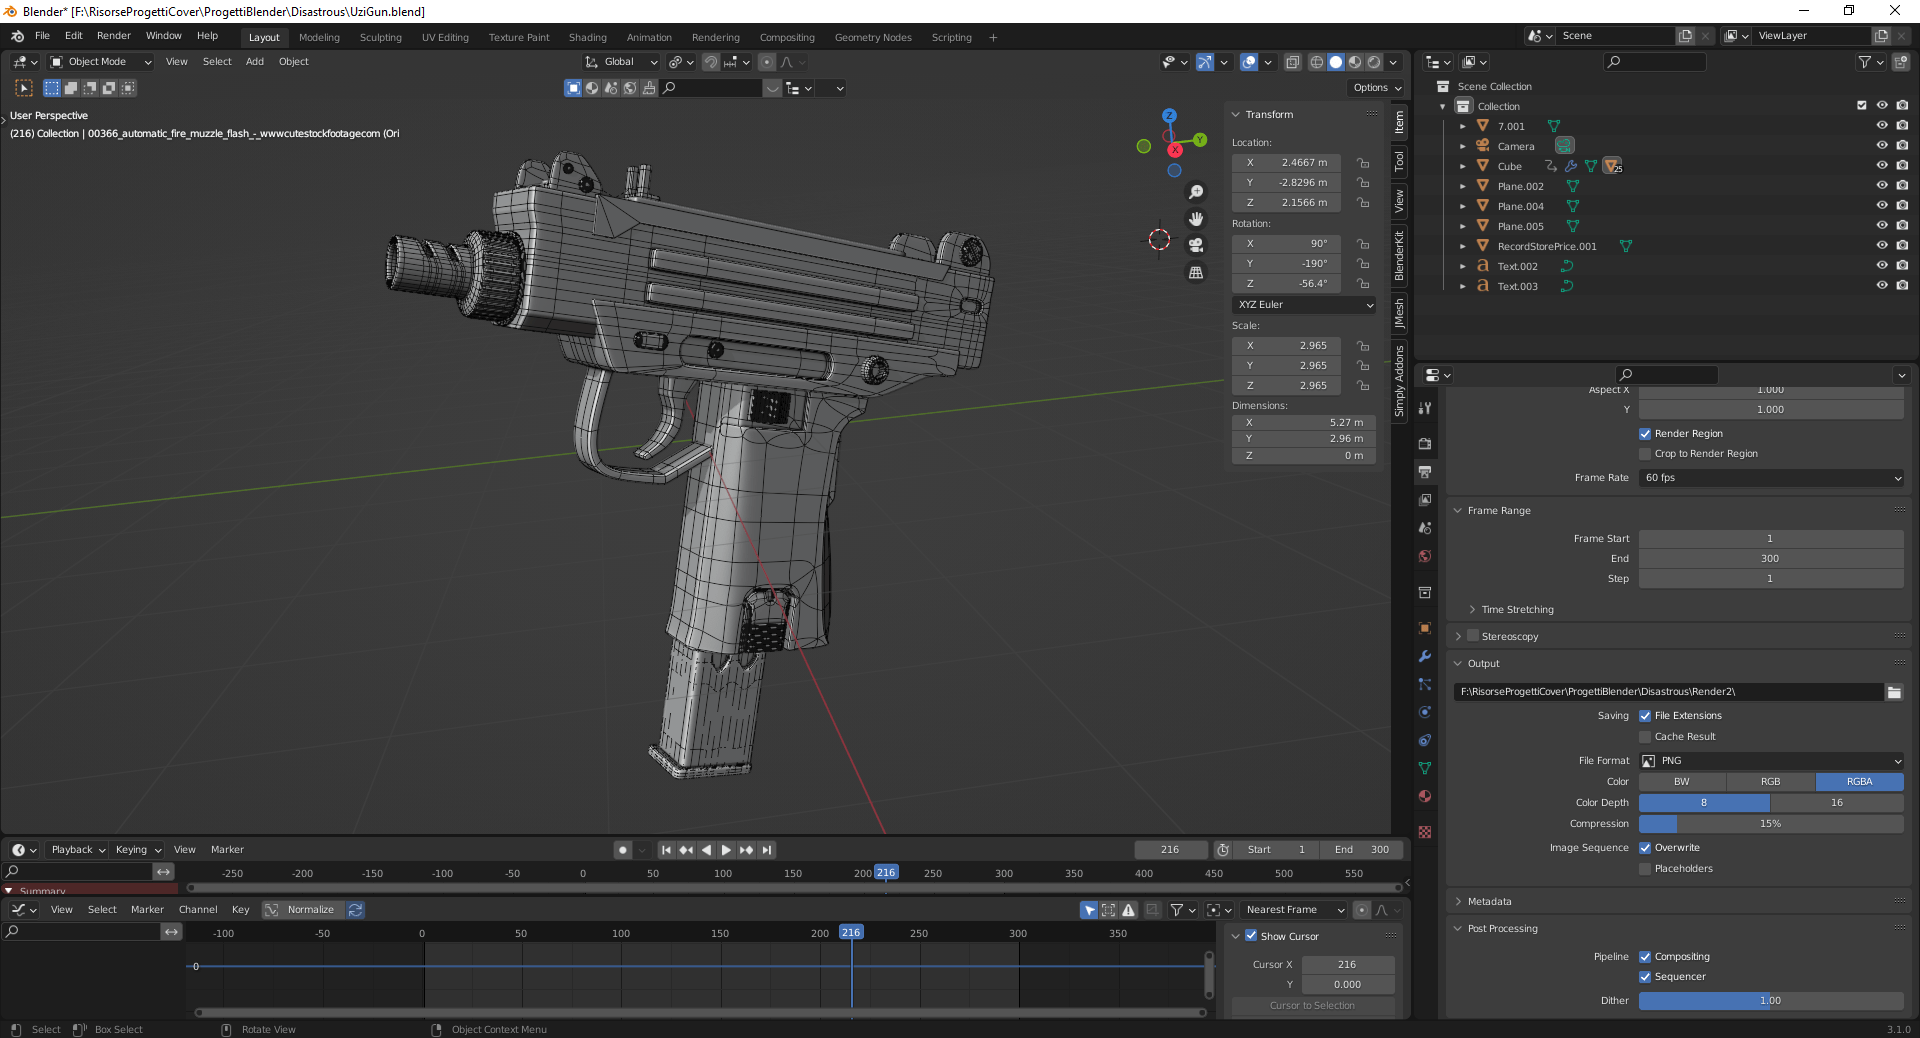 Blender* [F:\RisorseProgettiCover\ProgettiBlender\Disastrous\UziGun.blend]
File Edit Render Window Help Layout Modeling Sculpting UV Editing Texture Paint Shading Animation Rendering Compositing Geometry Nodes Scripting + Scene ViewLayer
Object Mode View Select Add Object Global
Options
User Perspective
(216) Collection | 00366_automatic_fire_muzzle_flash_-_wwwcutestockfootagecom (Ori
Z
Y
X
Transform
Location:
X 2.4667 m
Y -2.8296 m
Z 2.1566 m
Rotation:
X 90°
Y -190°
Z -56.4°
XYZ Euler
Scale:
X 2.965
Y 2.965
Z 2.965
Dimensions:
X 5.27 m
Y 2.96 m
Z 0 m
Item
Tool
View
BlenderKit
JMesh
Simply Addons
Scene Collection
Collection
7.001
Camera
Cube 25
Plane.002
Plane.004
Plane.005
RecordStorePrice.001
Text.002
Text.003
Aspect X 1.000
Y 1.000
Render Region
Crop to Render Region
Frame Rate 60 fps
Frame Range
Frame Start 1
End 300
Step 1
Time Stretching
Stereoscopy
Output
F:\RisorseProgettiCover\ProgettiBlender\Disastrous\Render2\
Saving File Extensions
Cache Result
File Format PNG
Color BW RGB RGBA
Color Depth 8 16
Compression 15%
Image Sequence Overwrite
Placeholders
Metadata
Post Processing
Pipeline Compositing
Sequencer
Dither 1.00
Playback Keying View Marker 216 Start 1 End 300
-250 -200 -150 -100 -50 0 50 100 150 200 216 250 300 350 400 450 500 550
Summary
View Select Marker Channel Key Normalize Nearest Frame
-100 -50 0 50 100 150 200 216 250 300 350
0
Show Cursor
Cursor X 216
Y 0.000
Cursor to Selection
Select Box Select Rotate View Object Context Menu 3.1.0